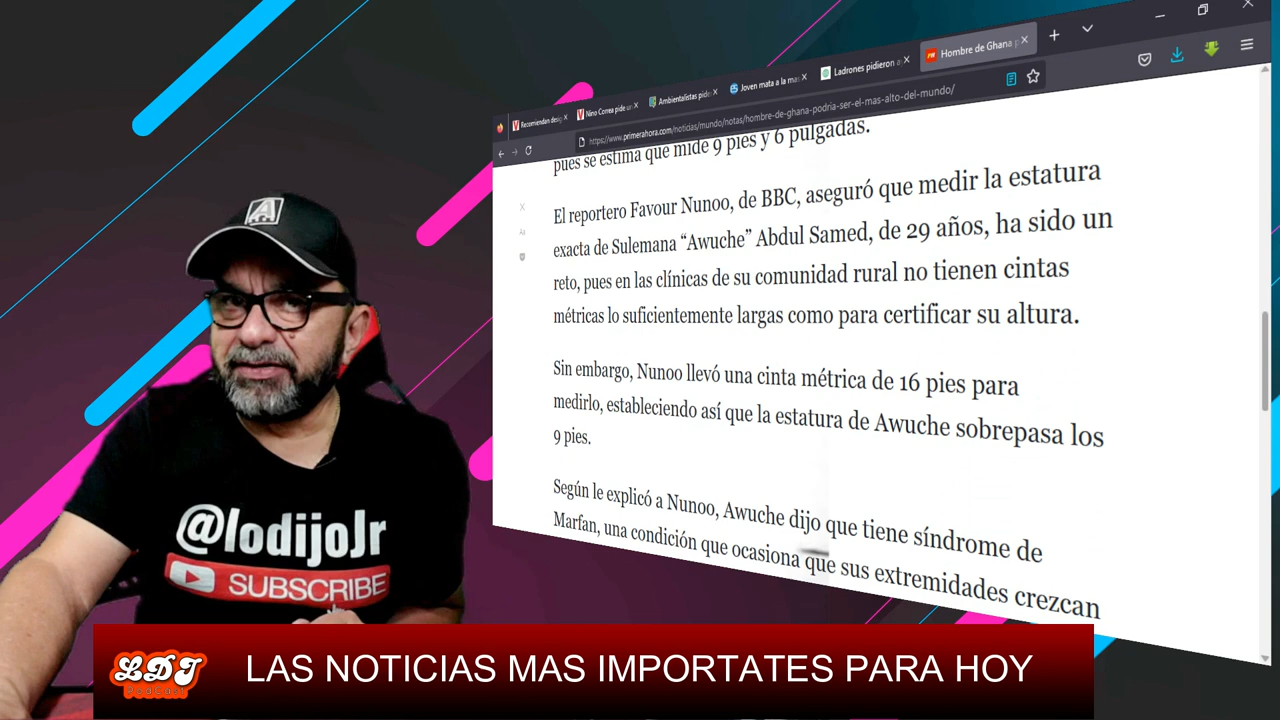 Recomiendan desig
Nino Correa pide un
Ambientalistas pide
Joven mata a la ma
Ladrones pidieron a
Hombre de Ghana p
https://www.primerahora.com/noticias/mundo/notas/hombre-de-ghana-podria-ser-el-mas-alto-del-mundo/
pues se estima que mide 9 pies y 6 pulgadas.
El reportero Favour Nunoo, de BBC, aseguró que medir la estatura
exacta de Sulemana “Awuche” Abdul Samed, de 29 años, ha sido un
reto, pues en las clínicas de su comunidad rural no tienen cintas
métricas lo suficientemente largas como para certificar su altura.
Sin embargo, Nunoo llevó una cinta métrica de 16 pies para
medirlo, estableciendo así que la estatura de Awuche sobrepasa los
9 pies.
Según le explicó a Nunoo, Awuche dijo que tiene síndrome de
Marfan, una condición que ocasiona que sus extremidades crezcan
A
@lodijoJr
SUBSCRIBE
LDJ
PodCast
LAS NOTICIAS MAS IMPORTATES PARA HOY